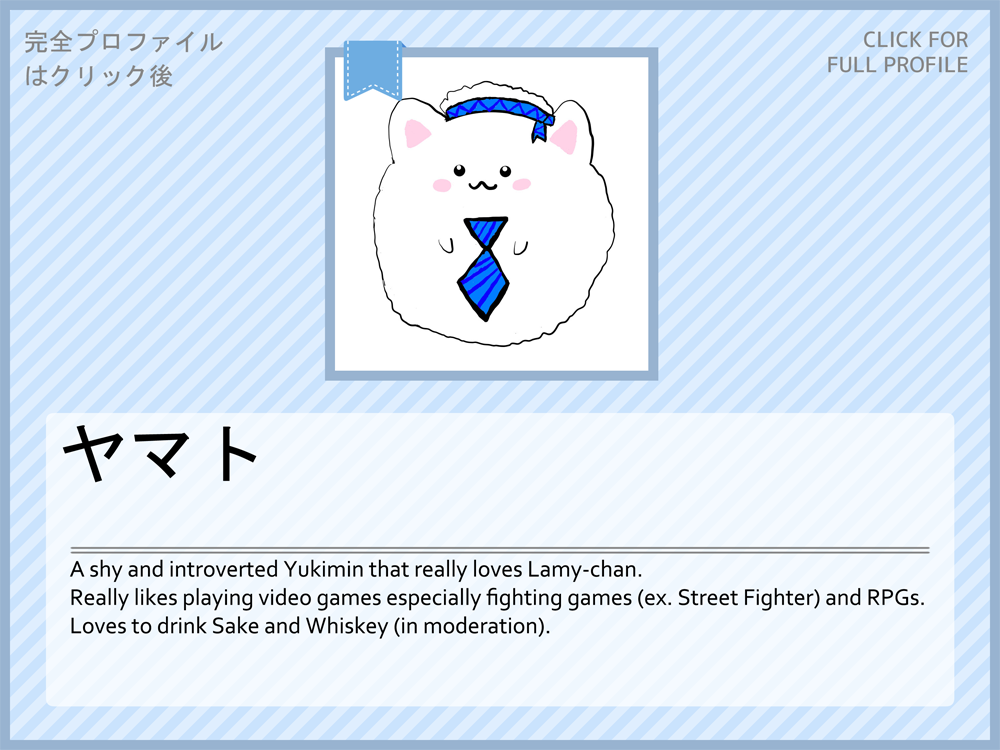 完全プロファイル
はクリック後
CLICK FOR
FULL PROFILE
ヤマト
A shy and introverted Yukimin that really loves Lamy-chan.
Really likes playing video games especially fighting games (ex. Street Fighter) and RPGs.
Loves to drink Sake and Whiskey (in moderation).